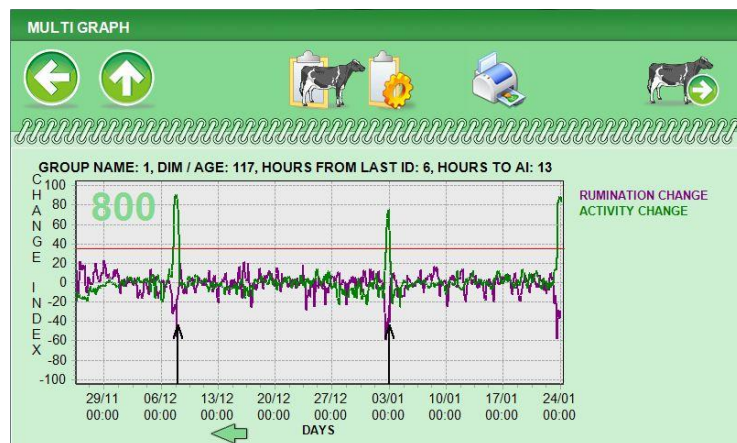 MULTI GRAPH
GROUP NAME: 1, DIM / AGE: 117, HOURS FROM LAST ID: 6, HOURS TO AI: 13
CHANGE INDEX
100
80
60
40
20
0
-20
-40
-60
-80
-100
800
RUMINATION CHANGE
ACTIVITY CHANGE
29/11 06/12 13/12 20/12 27/12 03/01 10/01 17/01 24/01
00:00 00:00 00:00 00:00 00:00 00:00 00:00 00:00 00:00
DAYS